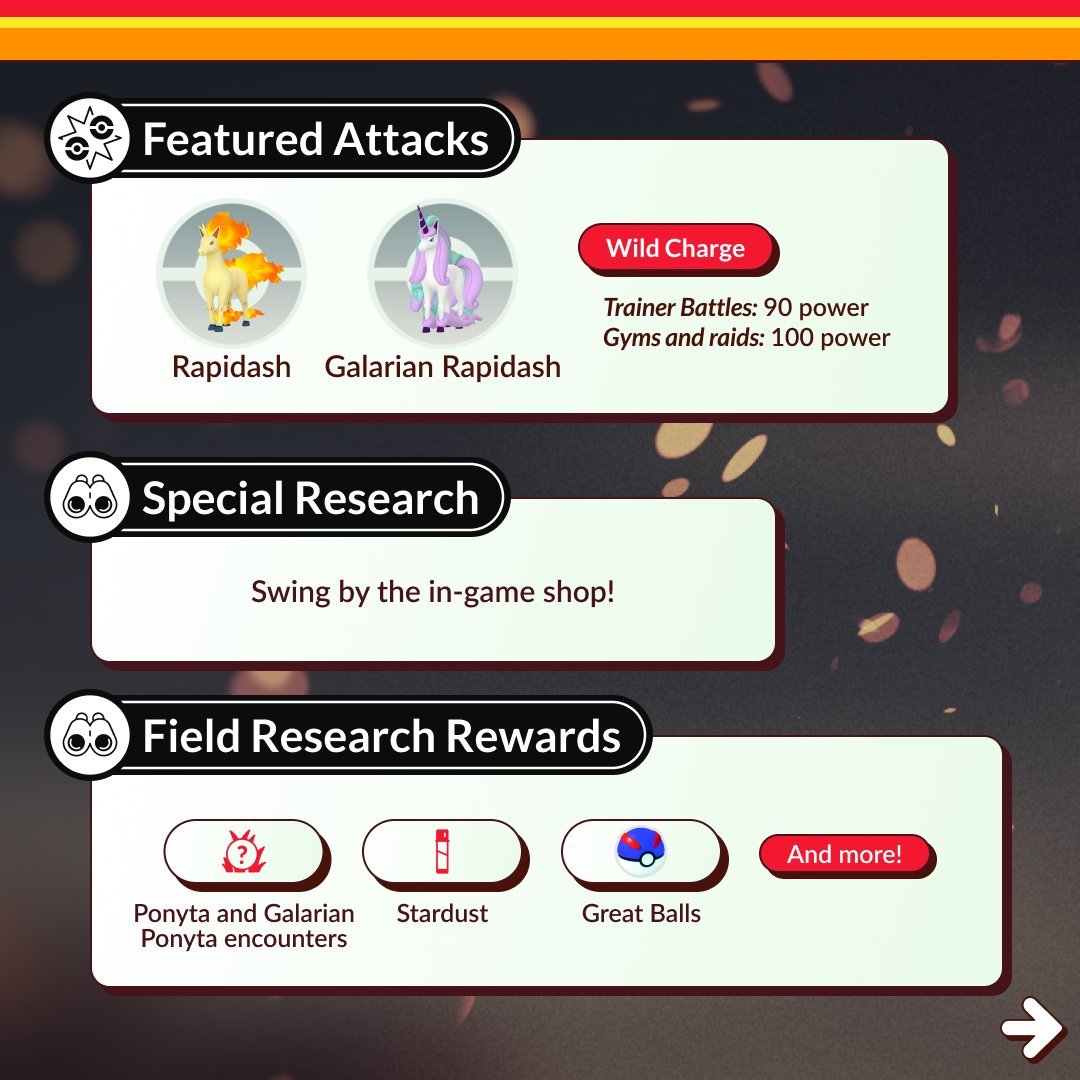 Featured Attacks
Rapidash
Galarian Rapidash
Wild Charge
Trainer Battles: 90 power
Gyms and raids: 100 power
Special Research
Swing by the in-game shop!
Field Research Rewards
?
Ponyta and Galarian
Ponyta encounters
Stardust
Great Balls
And more!